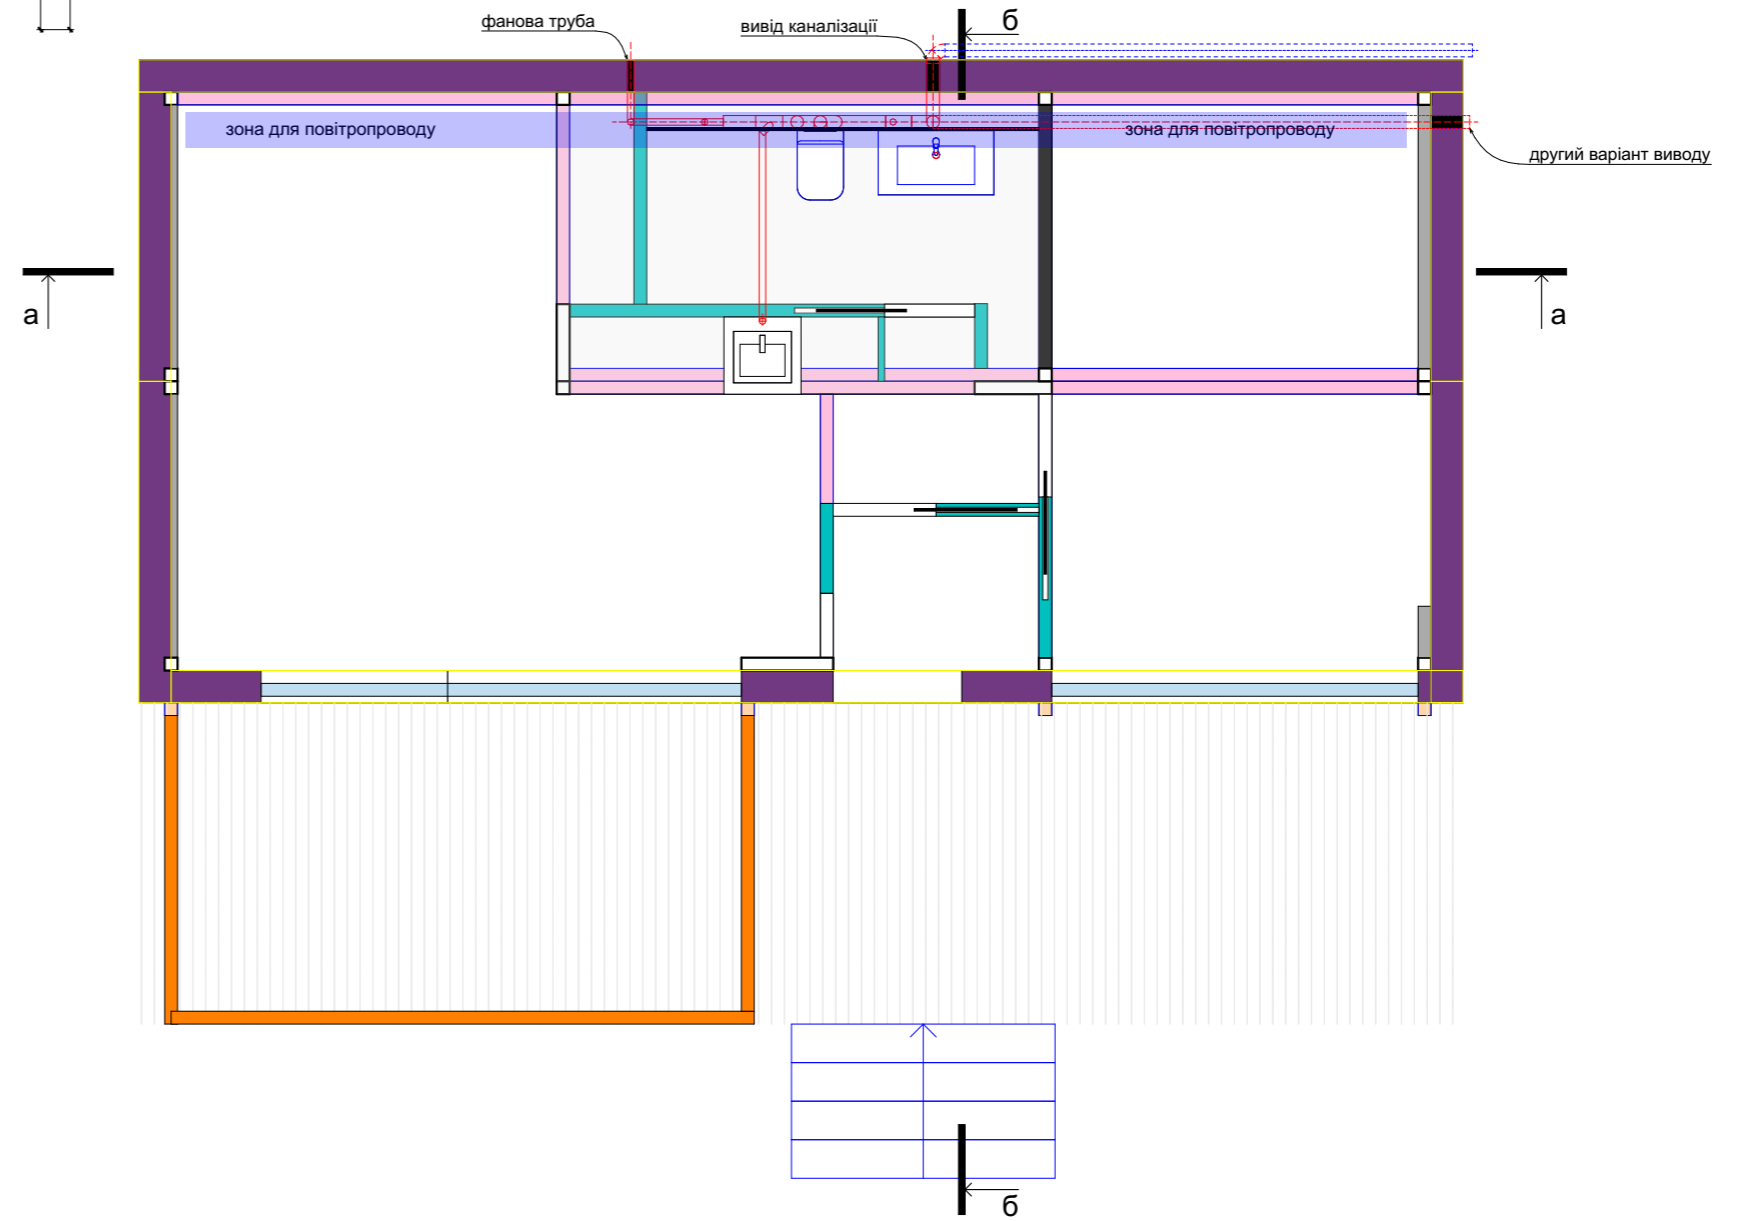 фанова труба
вивід каналізації
б
зона для повітропроводу
зона для повітропроводу
другий варіант виводу
а
а
б